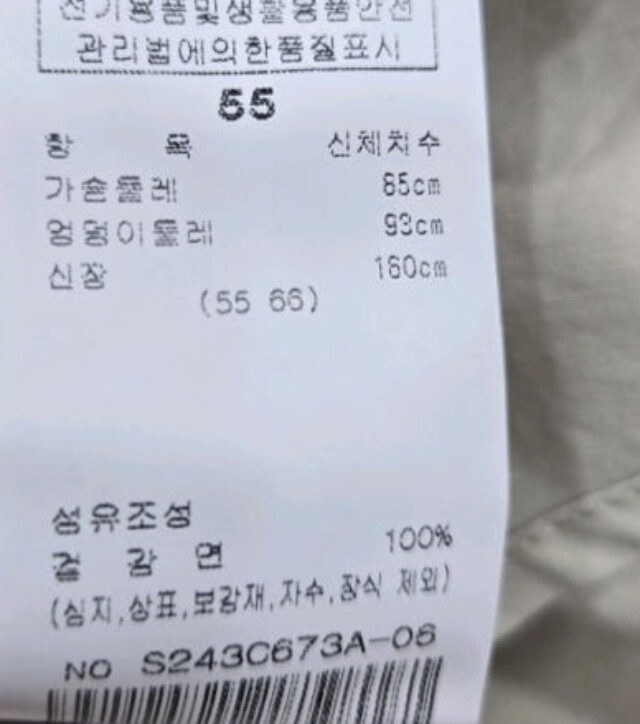 전기용품및생활용품안전
관리법에의한품질표시
55
항 목 신체치수
가슴둘레 85cm
엉덩이둘레 93cm
신장 160cm
(55 66)
섬유조성
겉감 면 100%
(심지,상표,보강재,자수,장식 제외)
NO S243C673A-06